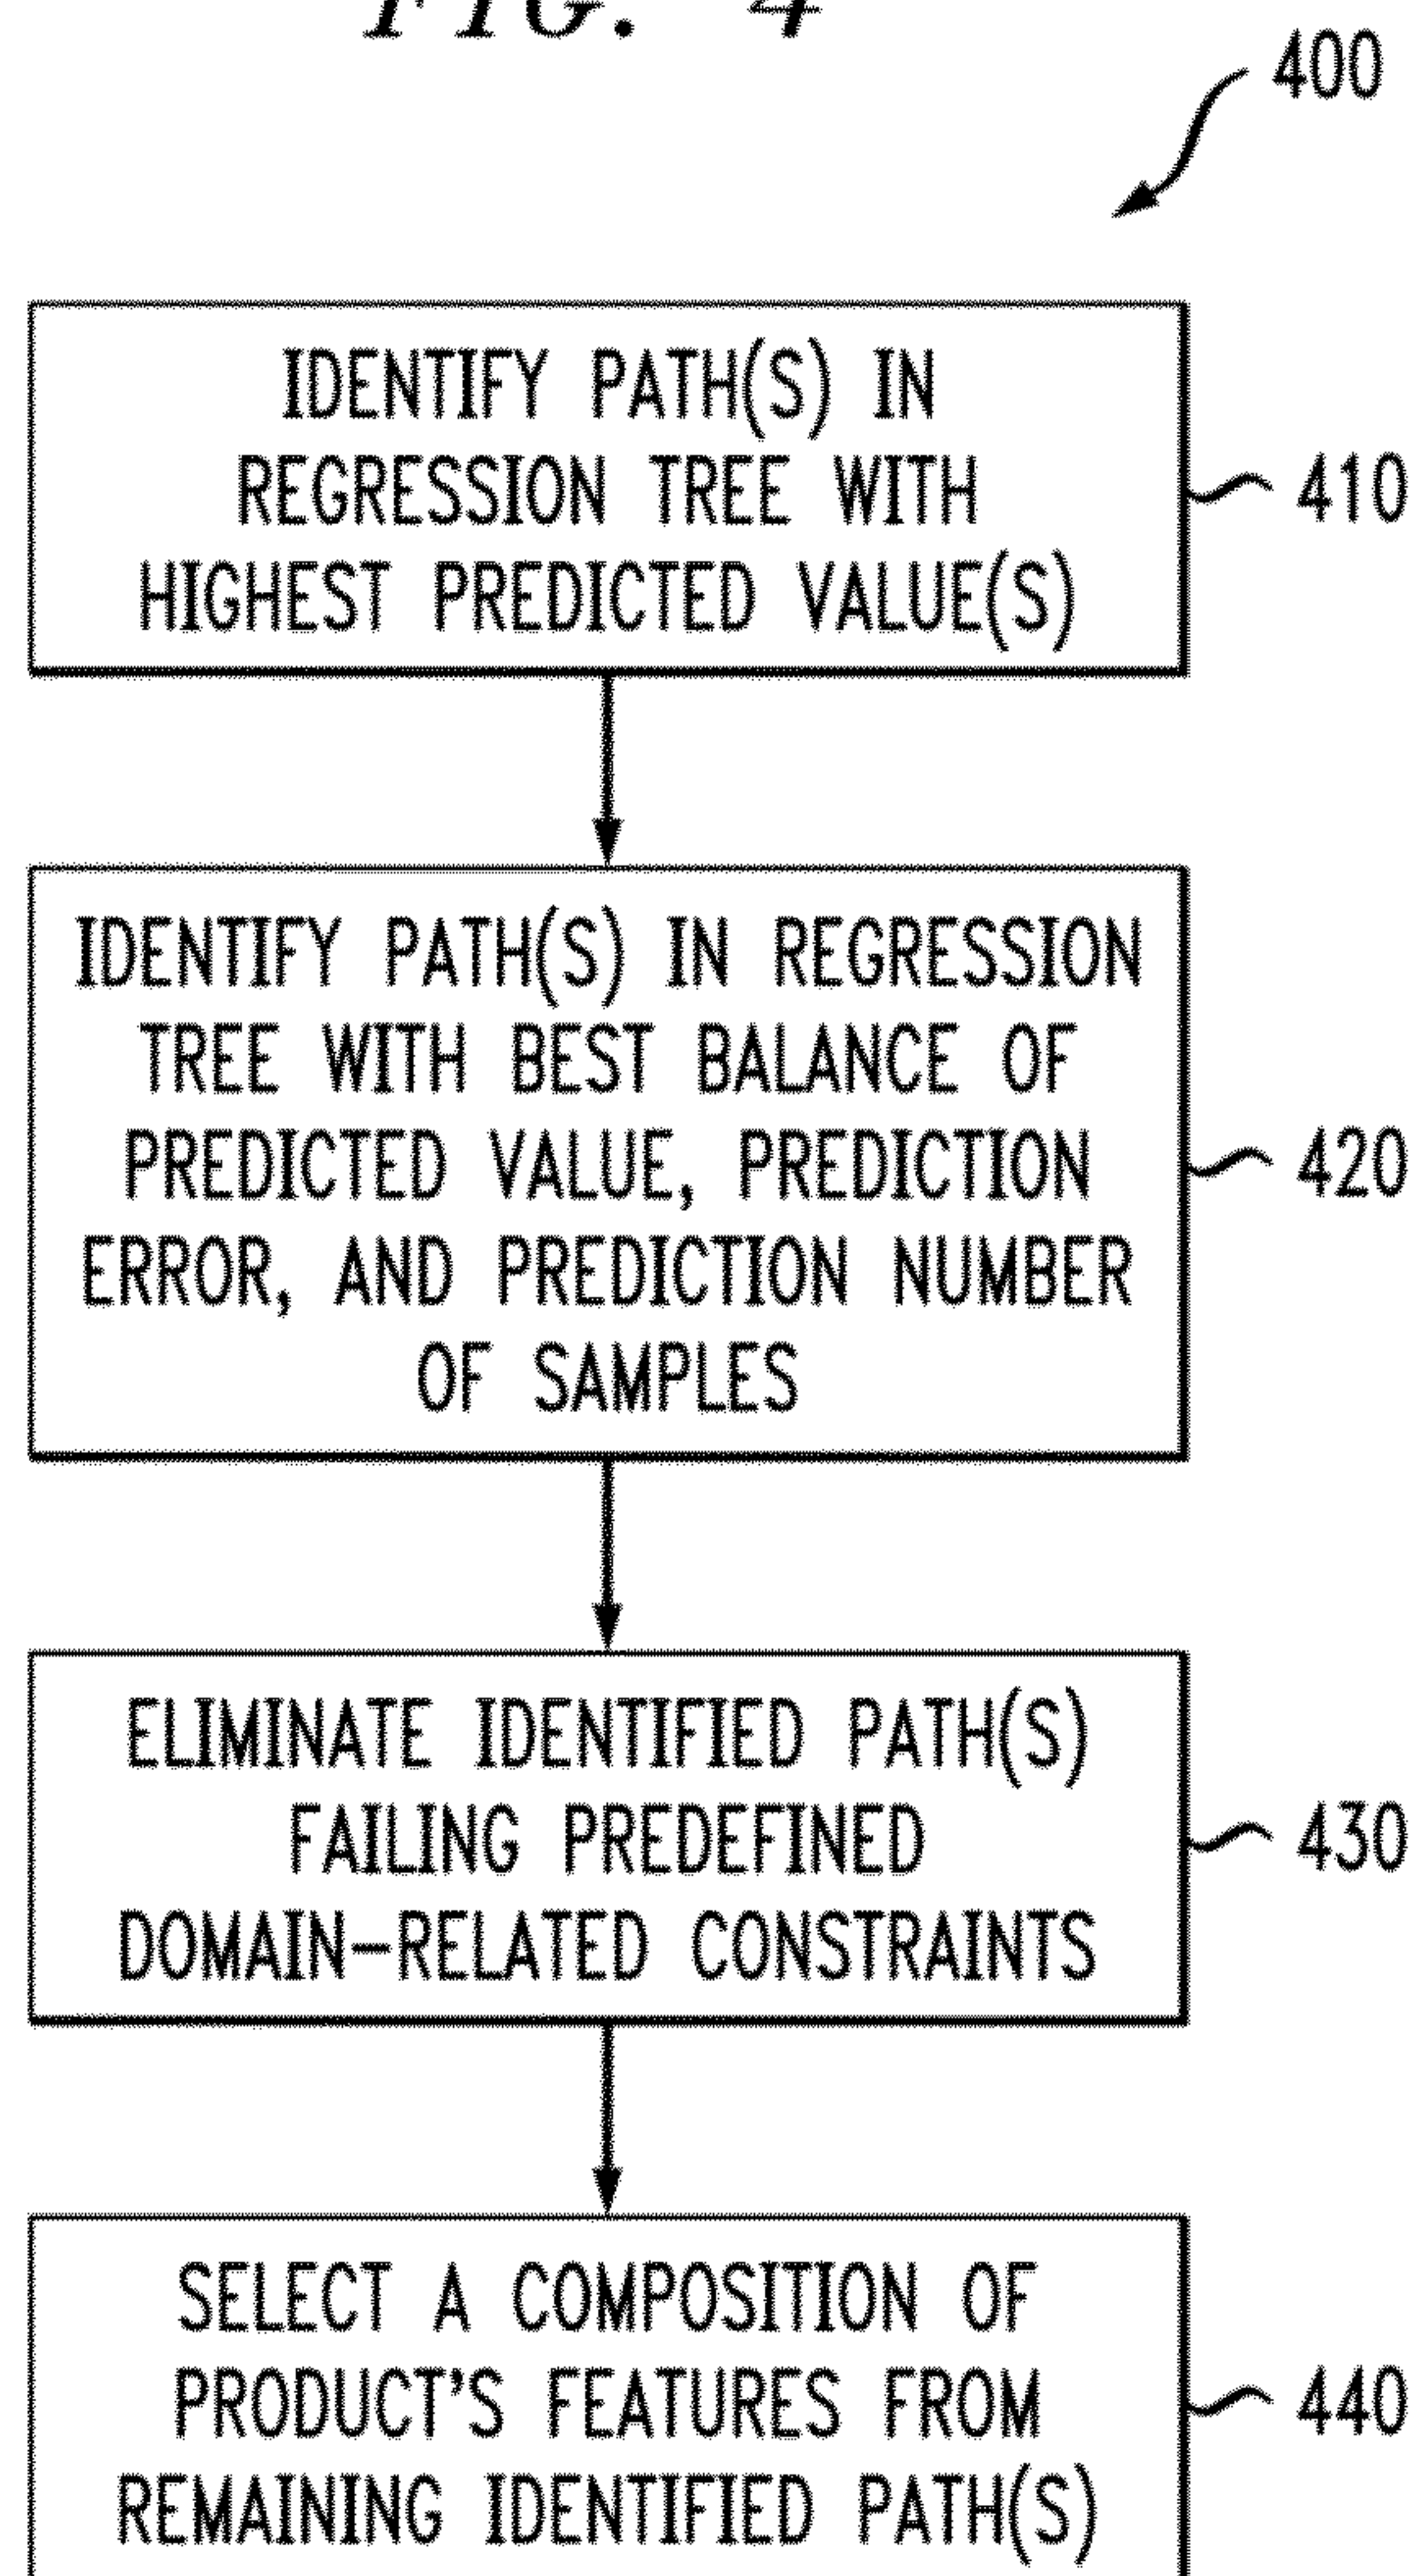 FIG. 4
400
IDENTIFY PATH(S) IN
REGRESSION TREE WITH
HIGHEST PREDICTED VALUE(S)
410
IDENTIFY PATH(S) IN REGRESSION
TREE WITH BEST BALANCE OF
PREDICTED VALUE, PREDICTION
ERROR, AND PREDICTION NUMBER
OF SAMPLES
420
ELIMINATE IDENTIFIED PATH(S)
FAILING PREDEFINED
DOMAIN-RELATED CONSTRAINTS
430
SELECT A COMPOSITION OF
PRODUCT'S FEATURES FROM
REMAINING IDENTIFIED PATH(S)
440